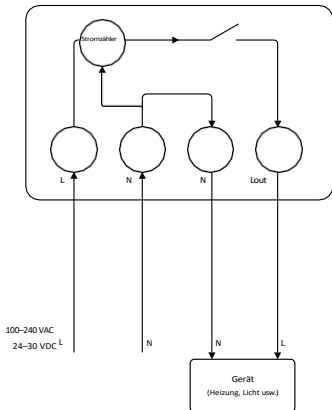 Stromzähler
L
N
N
Lout
100–240 VAC
24–30 VDC
L
N
N
L
Gerät
(Heizung, Licht usw.)